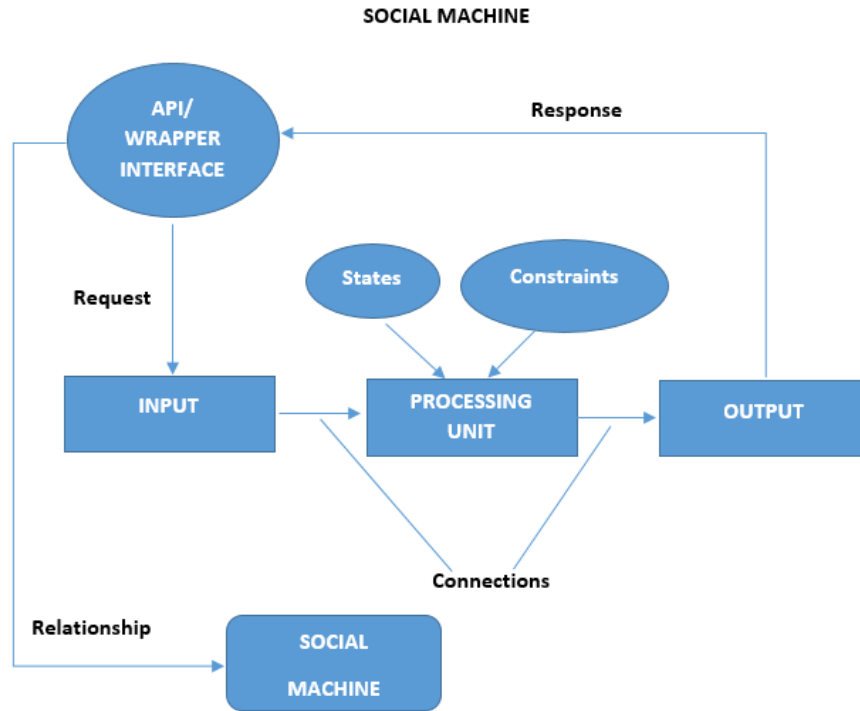 SOCIAL MACHINE
API/
WRAPPER
INTERFACE
Response
States
Constraints
Request
INPUT
PROCESSING
UNIT
OUTPUT
Connections
Relationship
SOCIAL
MACHINE